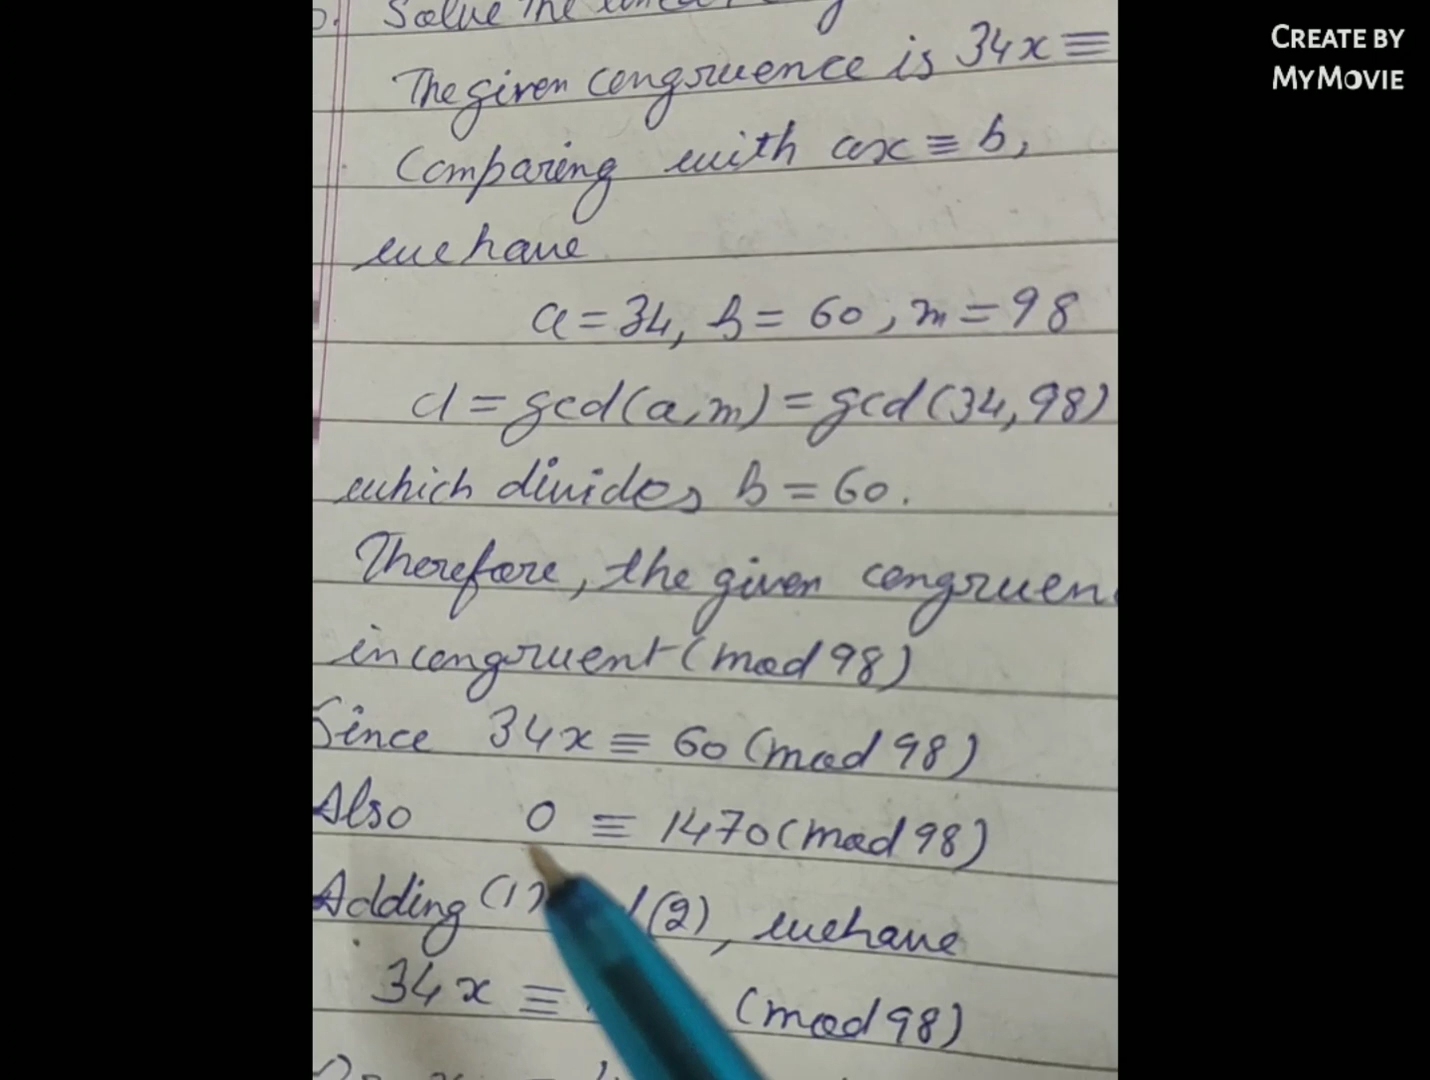 Solve the
CREATE BY
MYMOVIE
The given congruence is 34x ≡
Comparing with ax ≡ b,
we have
a = 34, b = 60, m = 98
d = gcd(a,m) = gcd(34,98)
which divides b = 60.
Therefore, the given congruen
incongruent (mod 98)
Since 34x ≡ 60 (mod 98)
Also 0 ≡ 1470 (mod 98)
Adding (1) (2), we have
34x ≡ (mod 98)